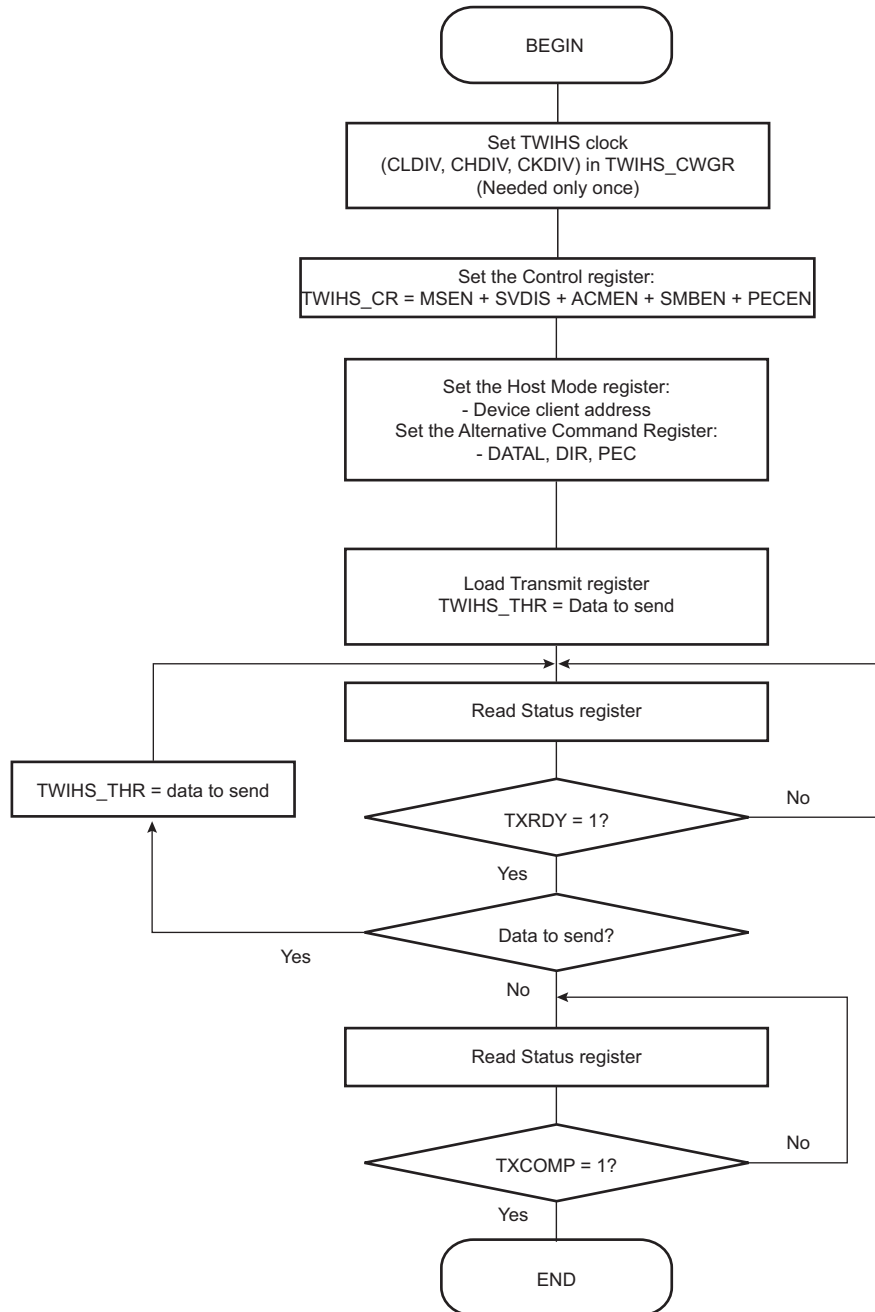 BEGIN
Set TWIHS clock
(CLDIV, CHDIV, CKDIV) in TWIHS_CWGR
(Needed only once)
Set the Control register:
TWIHS_CR = MSEN + SVDIS + ACMEN + SMBEN + PECEN
Set the Host Mode register:
- Device client address
Set the Alternative Command Register:
- DATAL, DIR, PEC
Load Transmit register
TWIHS_THR = Data to send
Read Status register
TWIHS_THR = data to send
TXRDY = 1?
No
Yes
Data to send?
Yes
No
Read Status register
TXCOMP = 1?
No
Yes
END